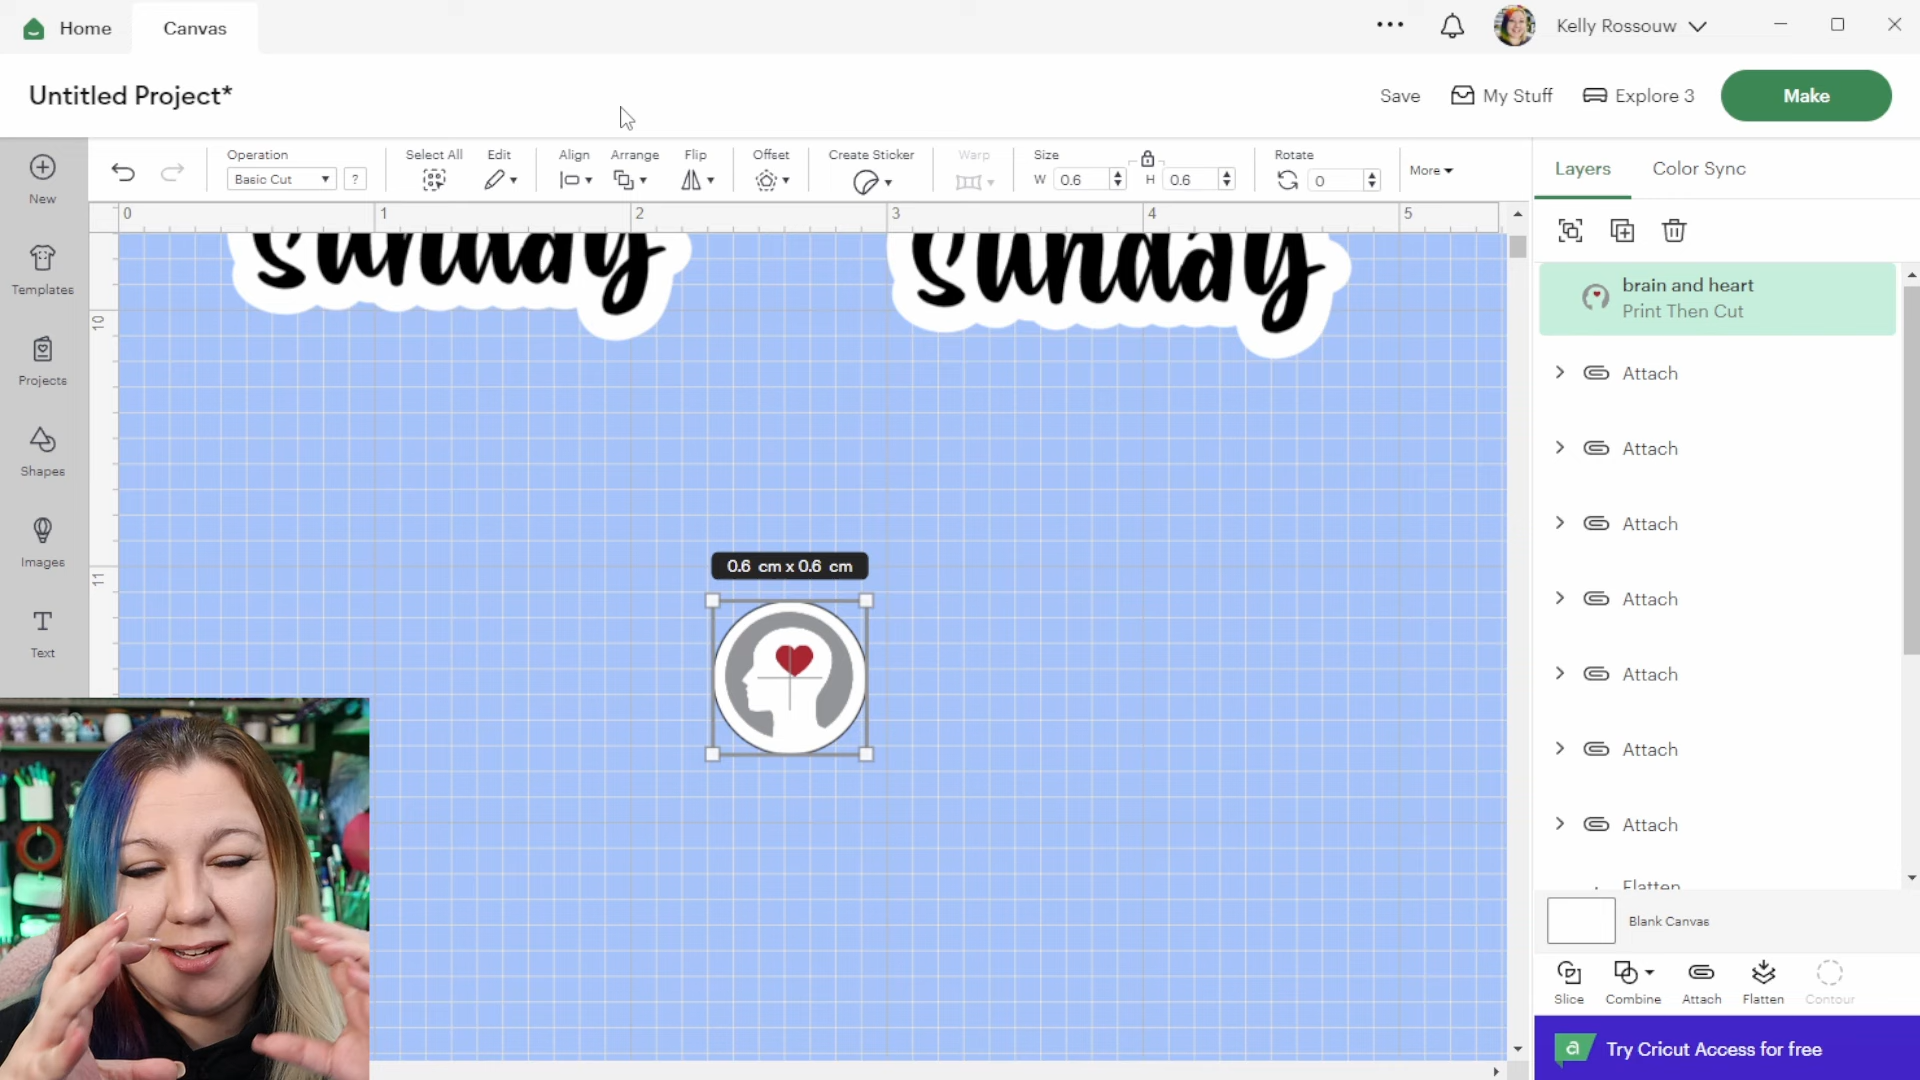 Home
Canvas
Kelly Rossouw
Untitled Project*
Save
My Stuff
Explore 3
Make
New
Templates
Projects
Shapes
Images
Text
Operation
Basic Cut
?
Select All
Edit
Align
Arrange
Flip
Offset
Create Sticker
Warp
Size
W 0.6
H 0.6
Rotate
0
More
0 1 2 3 4 5
10
11
Sunday
Sunday
0.6 cm x 0.6 cm
Layers
Color Sync
brain and heart
Print Then Cut
Attach
Attach
Attach
Attach
Attach
Attach
Attach
Flatten
Blank Canvas
Slice
Combine
Attach
Flatten
Contour
a
Try Cricut Access for free